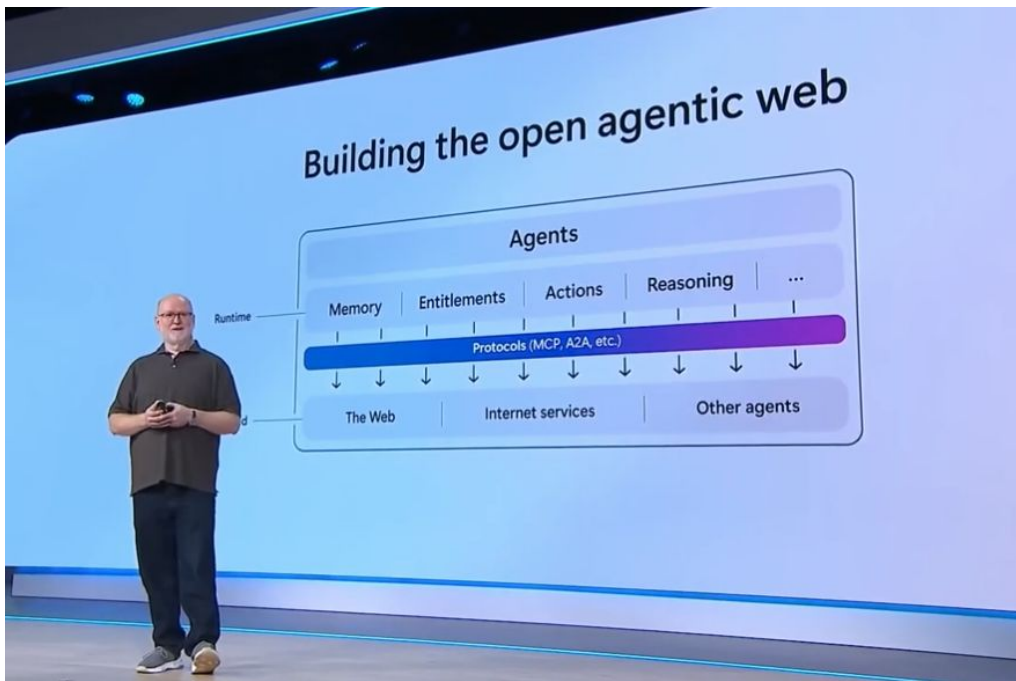 Building the open agentic web
Agents
Memory Entitlements Actions Reasoning ...
Runtime
Protocols (MCP, A2A, etc.)
The Web Internet services Other agents